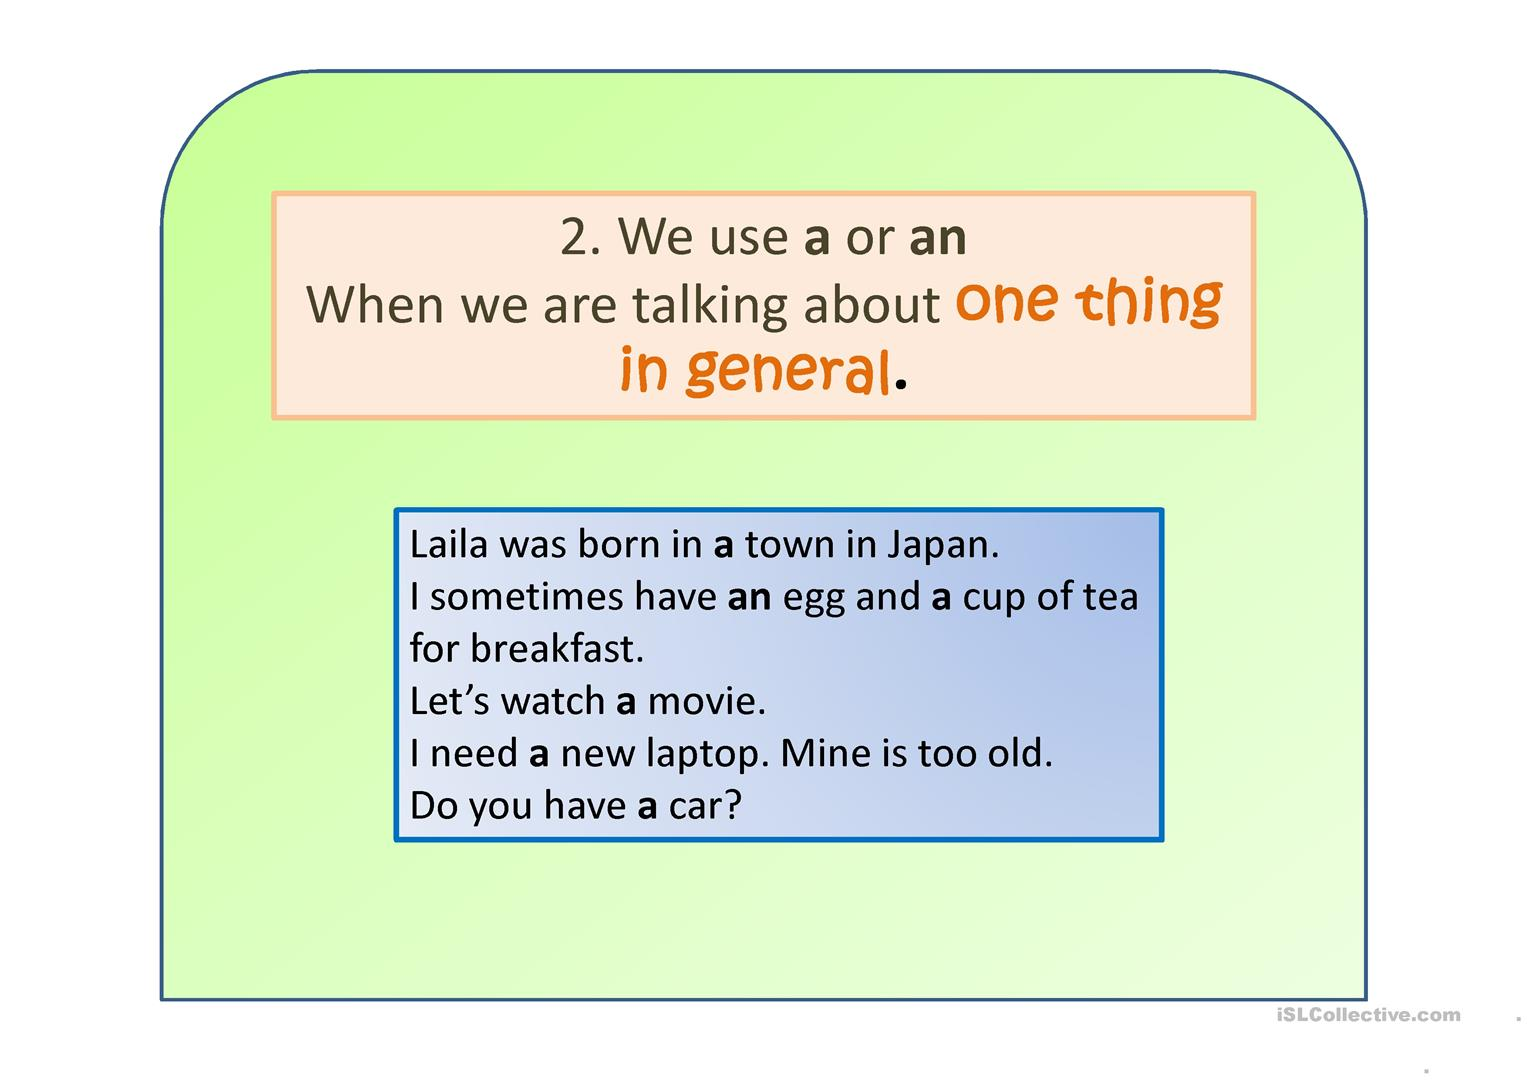 2. We use a or an
When we are talking about one thing
in general.
Laila was born in a town in Japan.
I sometimes have an egg and a cup of tea
for breakfast.
Let’s watch a movie.
I need a new laptop. Mine is too old.
Do you have a car?
iSLCollective.com